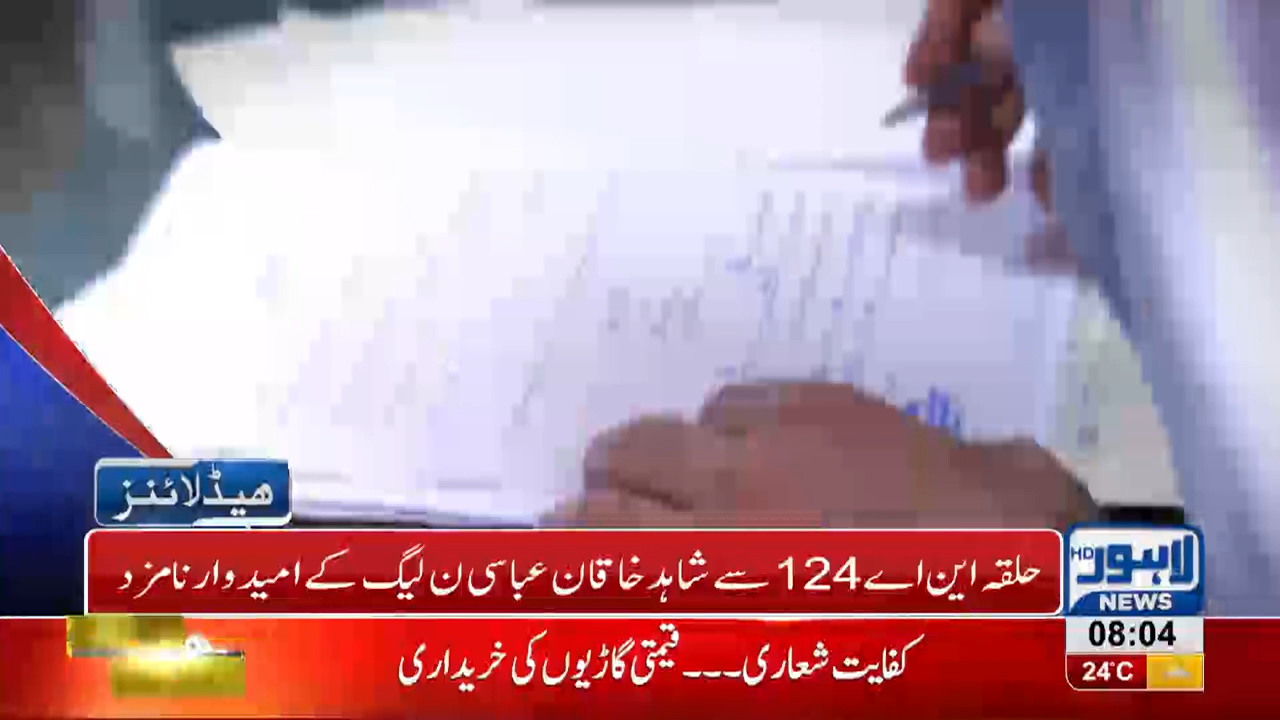 ھیڈلائنز
حلقہ این اے 124 سے شاہد خاقان عباسی ن لیگ کے امیدوار نامزد
HD لاہور
NEWS
کفایت شعاری۔۔۔ قیمتی گاڑیوں کی خریداری
08:04
24°C